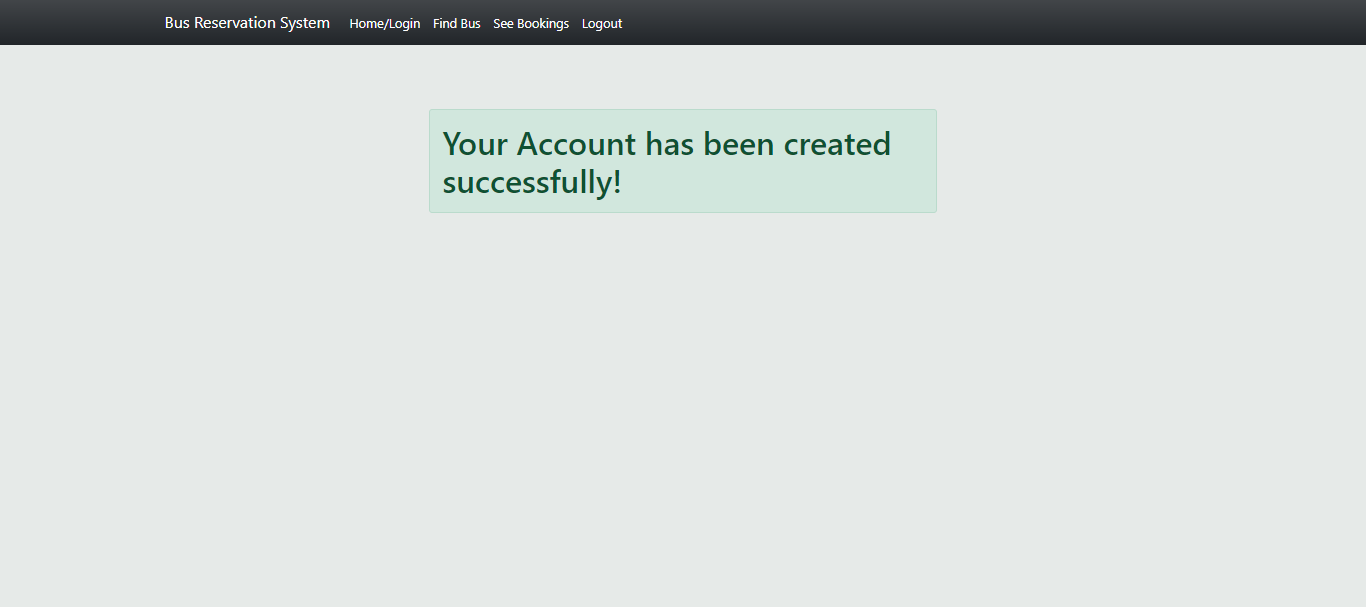 Bus Reservation System Home/Login Find Bus See Bookings Logout
Your Account has been created
successfully!